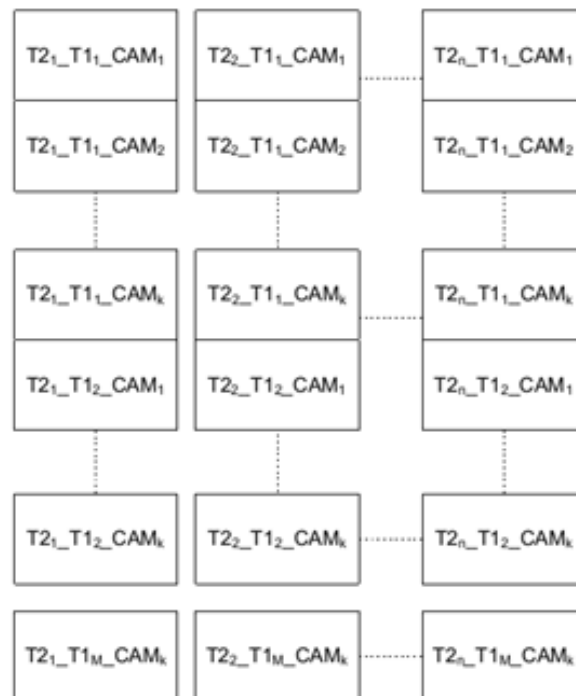 T2₁_T1₁_CAM₁ T2₂_T1₁_CAM₁ T2ₙ_T1₁_CAM₁
T2₁_T1₁_CAM₂ T2₂_T1₁_CAM₂ T2ₙ_T1₁_CAM₂
T2₁_T1₁_CAMₖ T2₂_T1₁_CAMₖ T2ₙ_T1₁_CAMₖ
T2₁_T1₂_CAM₁ T2₂_T1₂_CAM₁ T2ₙ_T1₂_CAM₁
T2₁_T1₂_CAMₖ T2₂_T1₂_CAMₖ T2ₙ_T1₂_CAMₖ
T2₁_T1M_CAMₖ T2₂_T1M_CAMₖ T2ₙ_T1M_CAMₖ